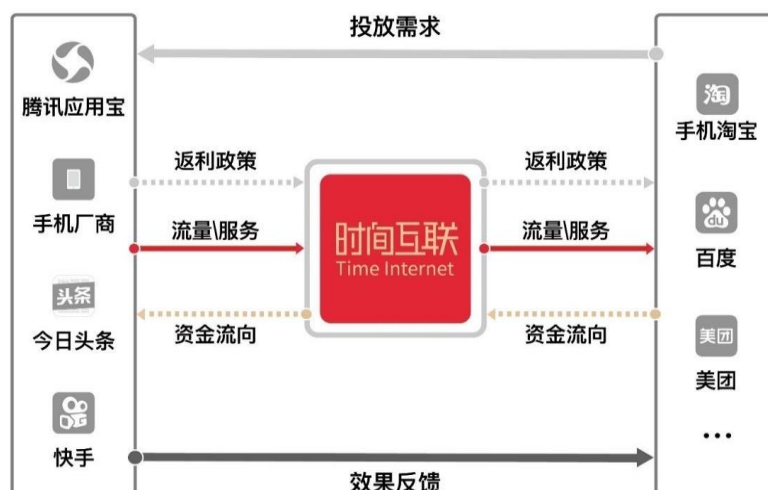 投放需求
腾讯应用宝
手机厂商
头条
今日头条
快手
返利政策
流量\服务
资金流向
时间互联
Time Internet
返利政策
流量\服务
资金流向
淘
手机淘宝
du
百度
美团
美团
...
效果反馈